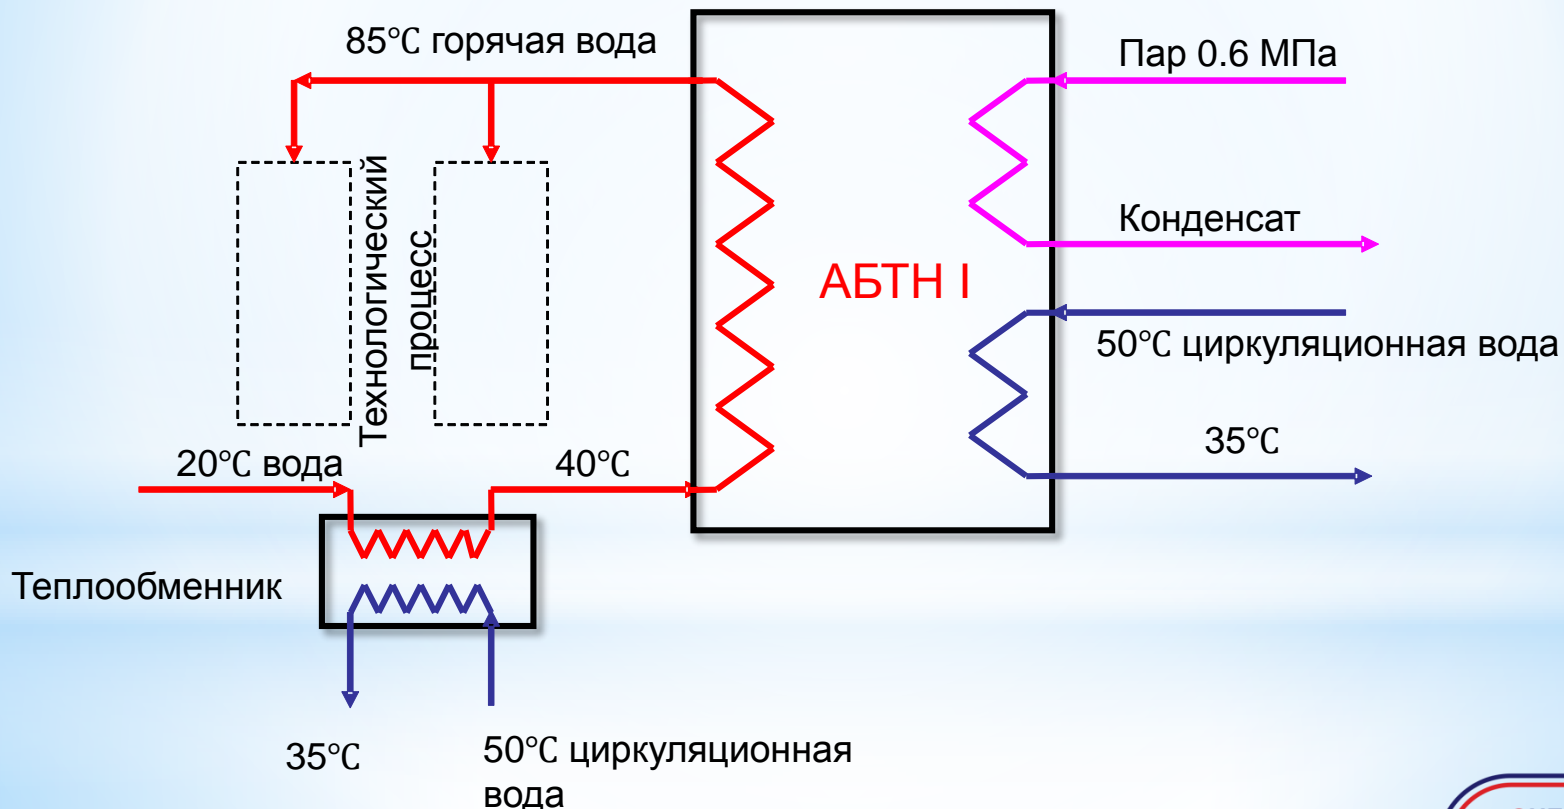 85℃ горячая вода
Пар 0.6 МПа
Технологический
процесс
Конденсат
АБТН I
50℃ циркуляционная вода
35℃
20℃ вода
40℃
Теплообменник
35℃
50℃ циркуляционная
вода